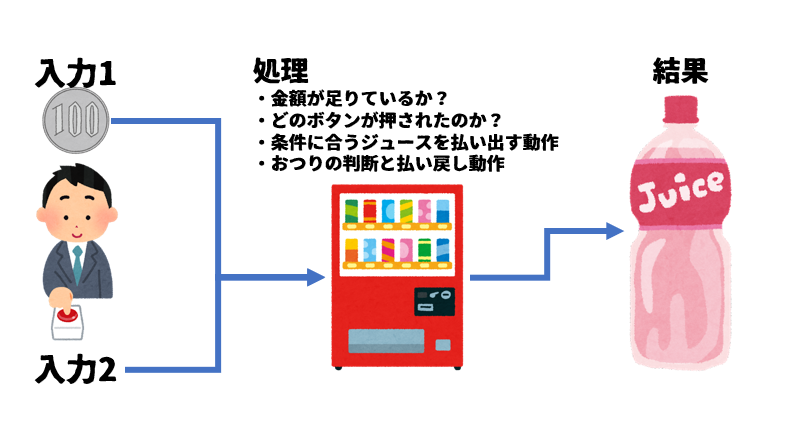 入力1
100
処理
・金額が足りているか？
・どのボタンが押されたのか？
・条件に合うジュースを払い出す動作
・おつりの判断と払い戻し動作
結果
Juice
入力2